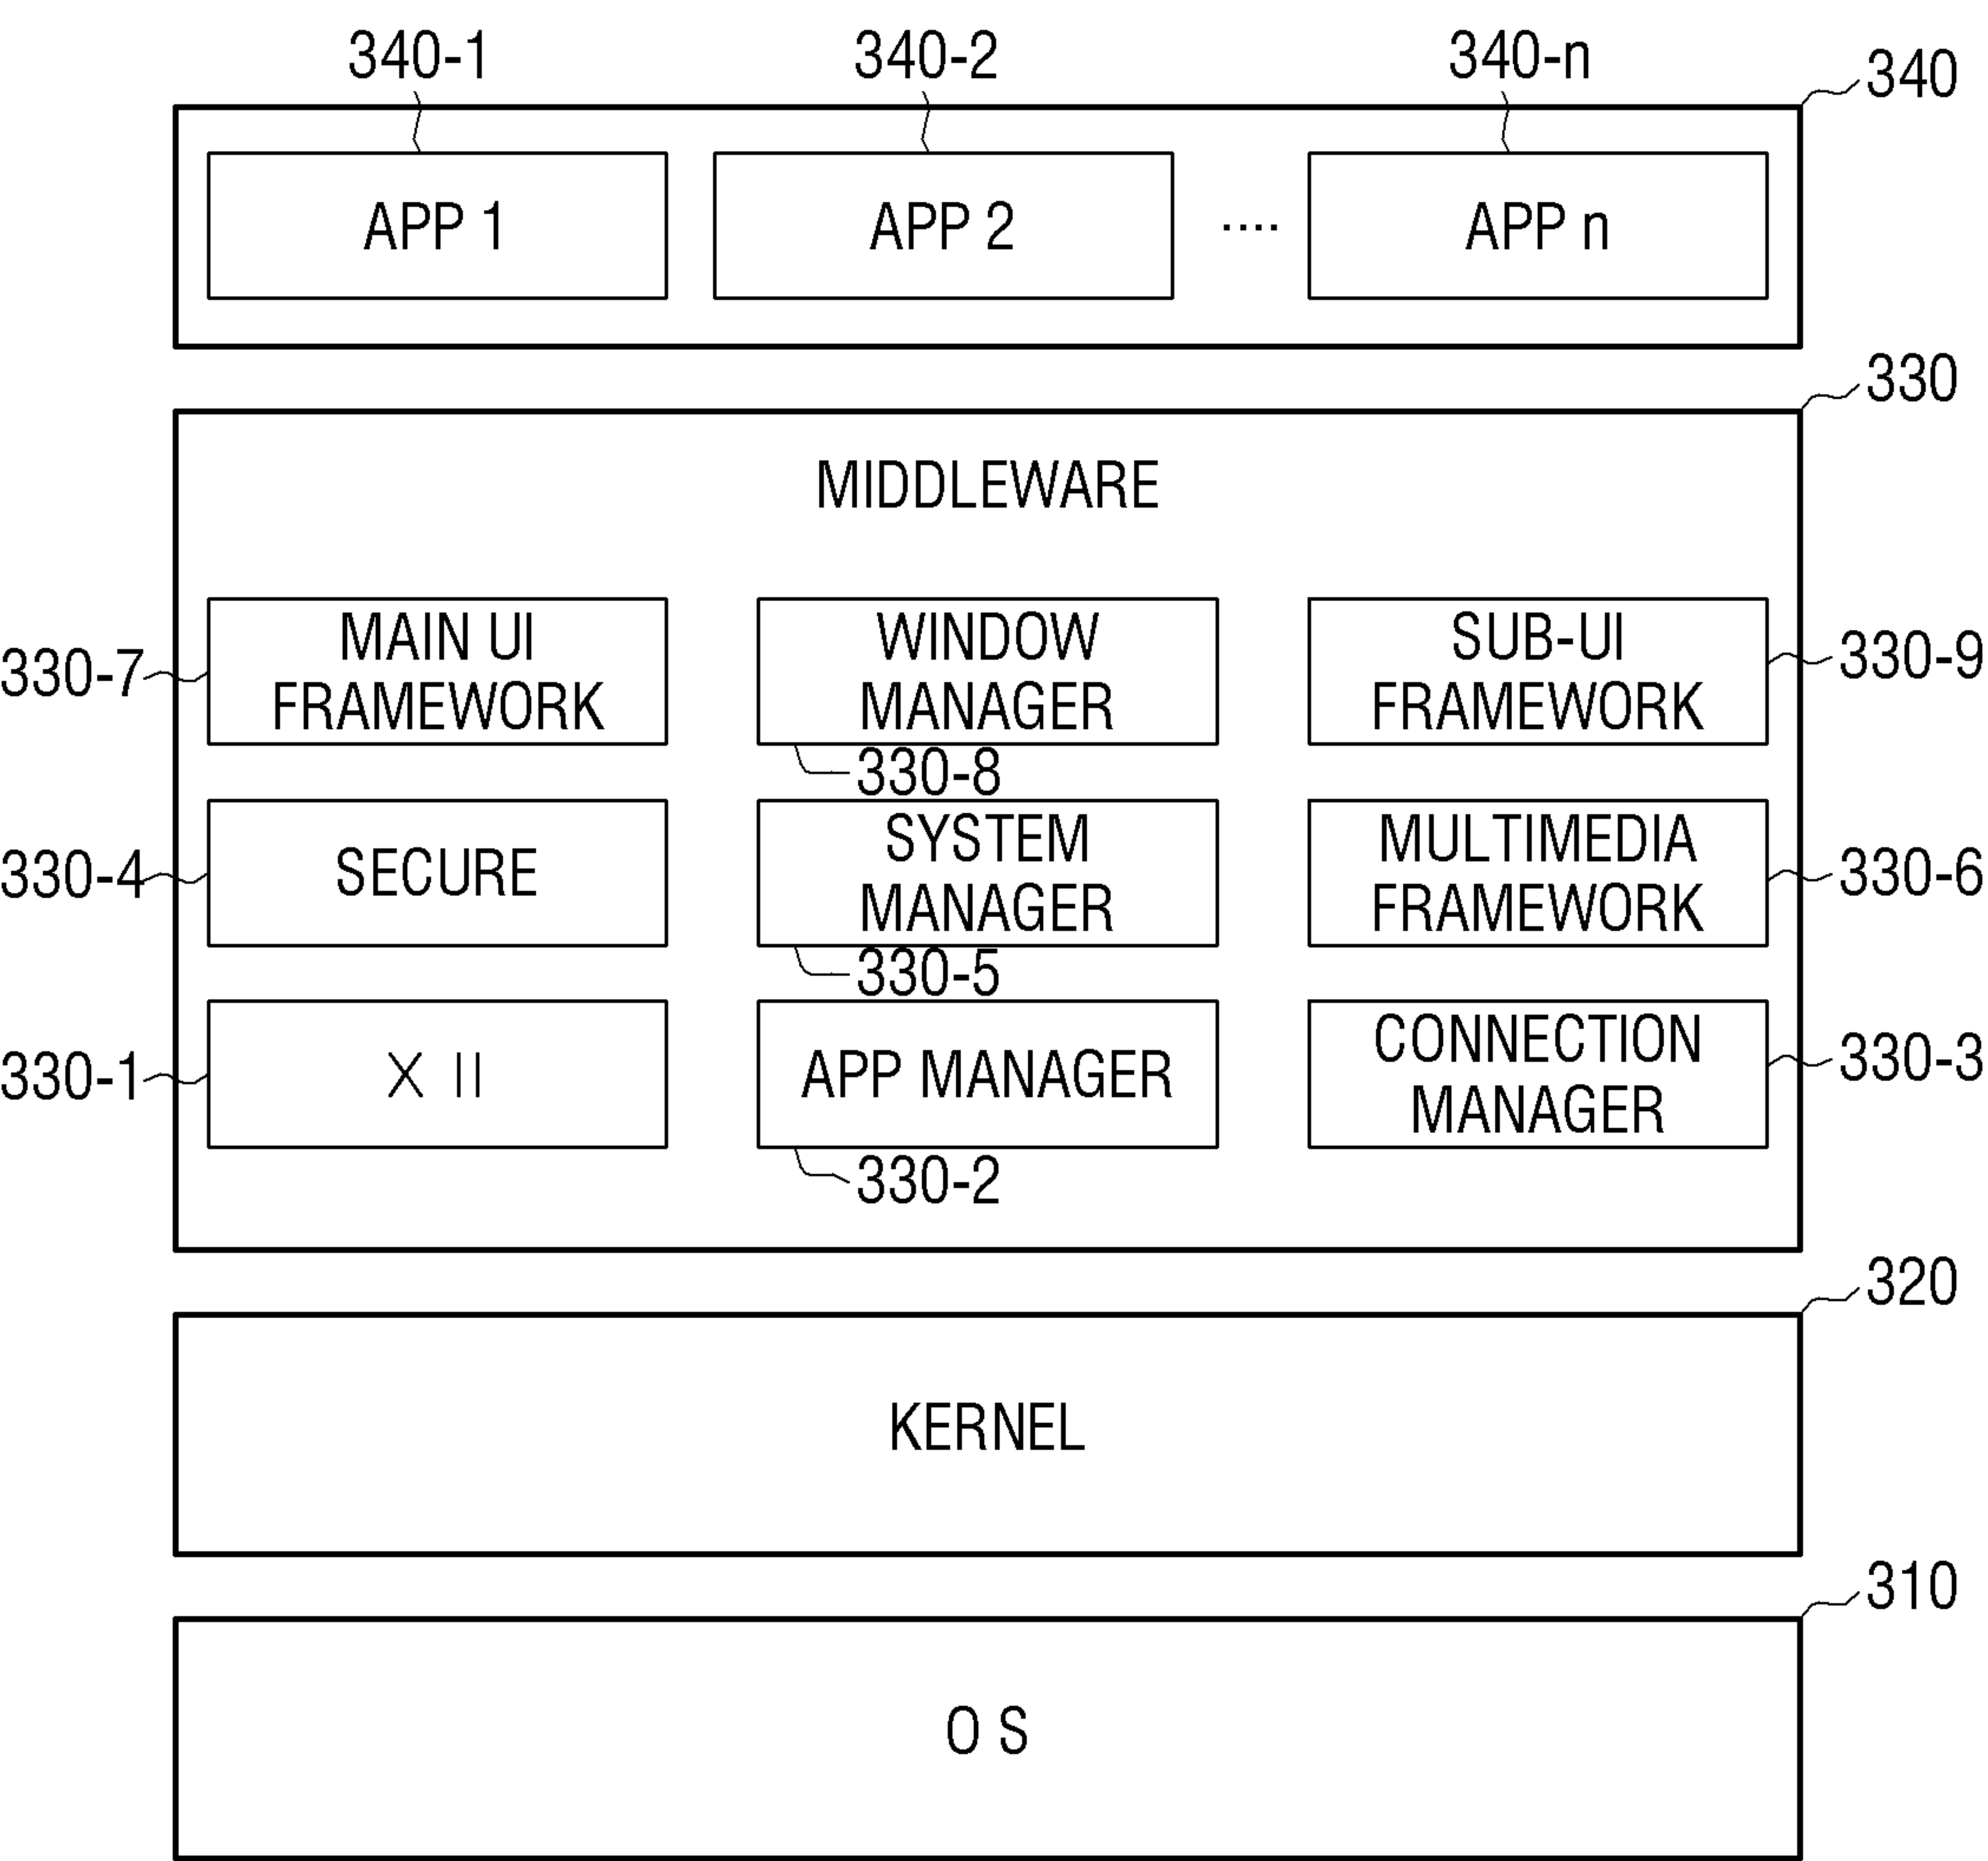 340-1
340-2
340-n
340
APP 1
APP 2
....
APP n
330
MIDDLEWARE
330-7
MAIN UI
FRAMEWORK
WINDOW
MANAGER
330-8
SUB-UI
FRAMEWORK
330-9
330-4
SECURE
SYSTEM
MANAGER
330-5
MULTIMEDIA
FRAMEWORK
330-6
330-1
X II
APP MANAGER
330-2
CONNECTION
MANAGER
330-3
320
KERNEL
310
O S